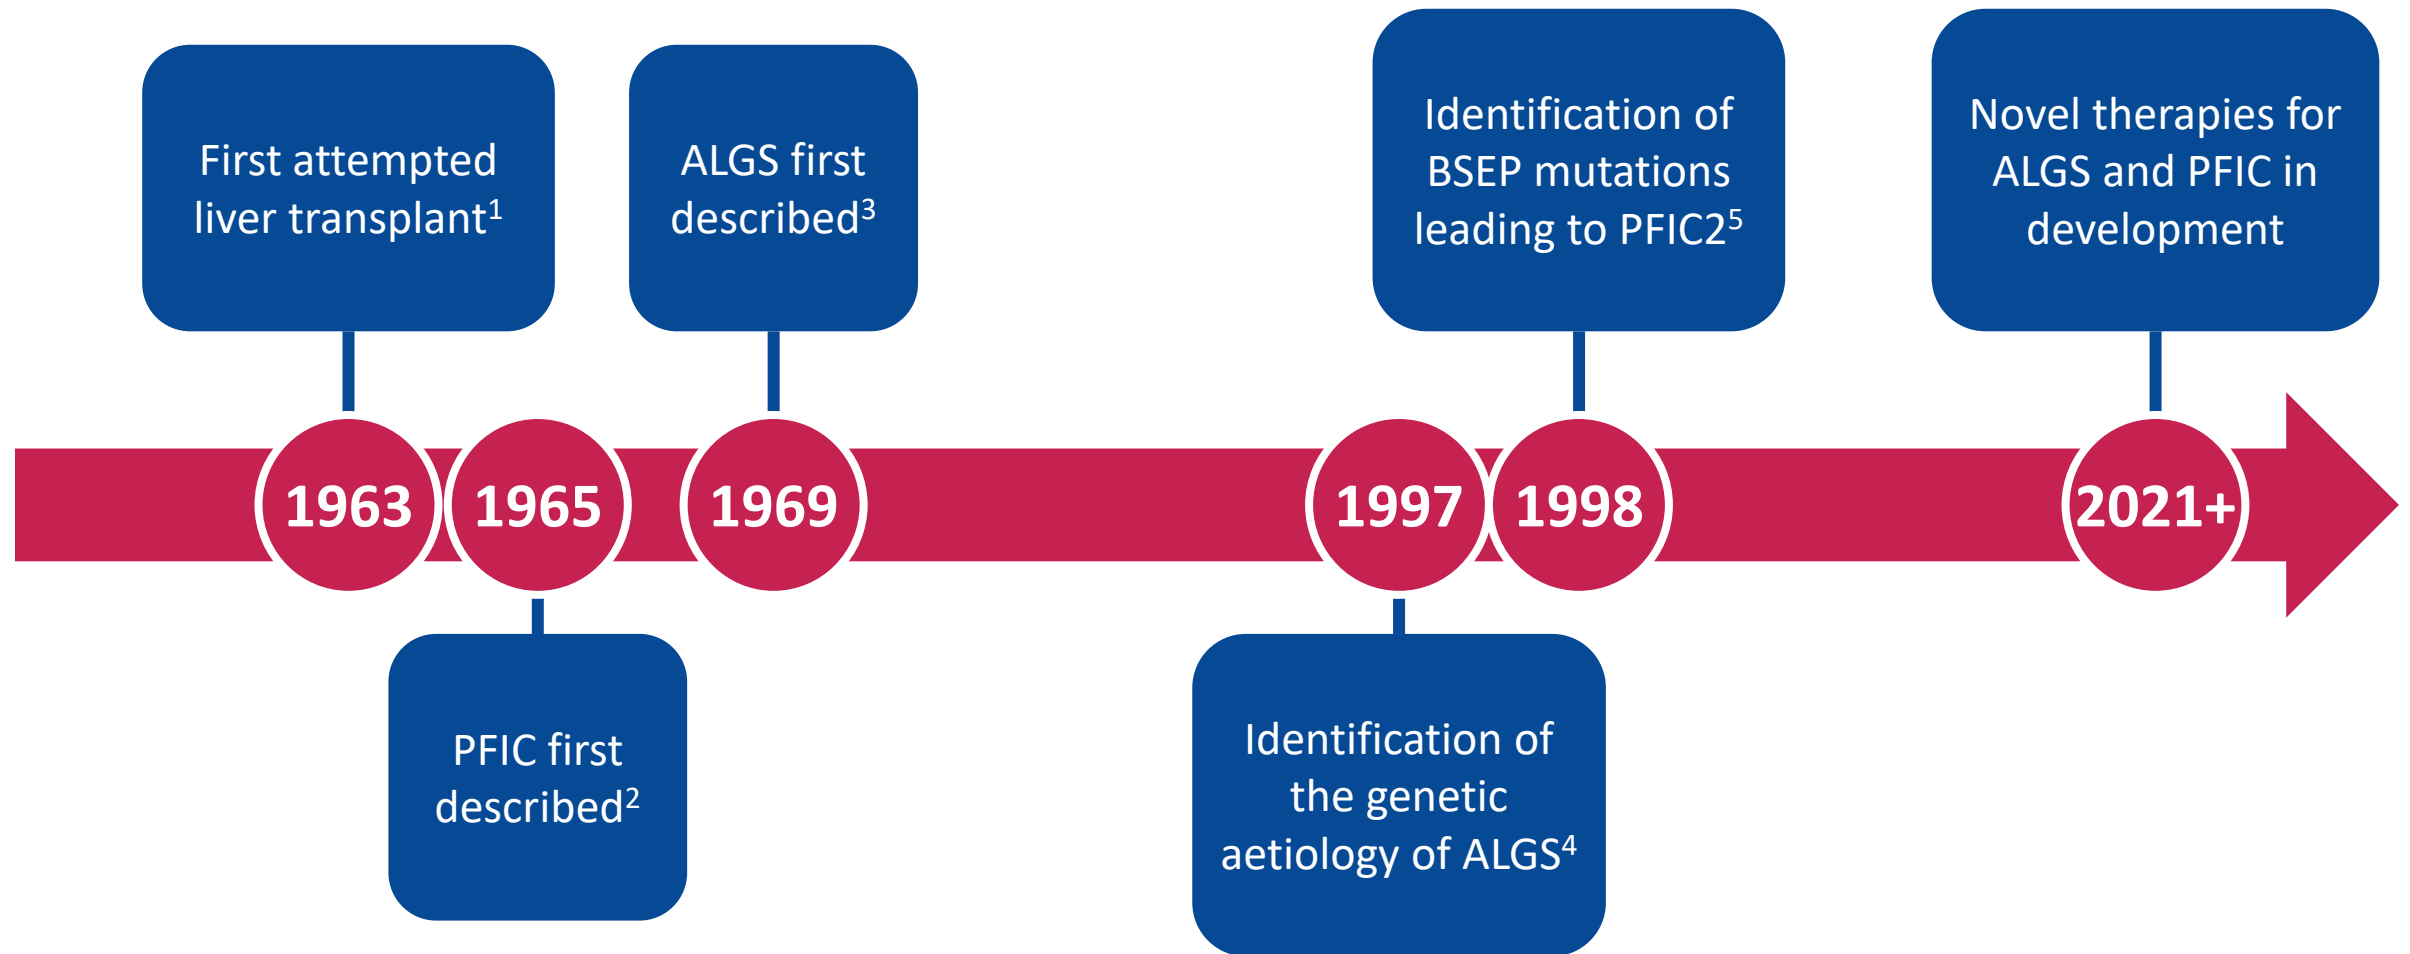 First attempted
liver transplant¹
ALGS first
described³
Identification of
BSEP mutations
leading to PFIC2⁵
Novel therapies for
ALGS and PFIC in
development
1963
1965
1969
1997
1998
2021+
PFIC first
described²
Identification of
the genetic
aetiology of ALGS⁴